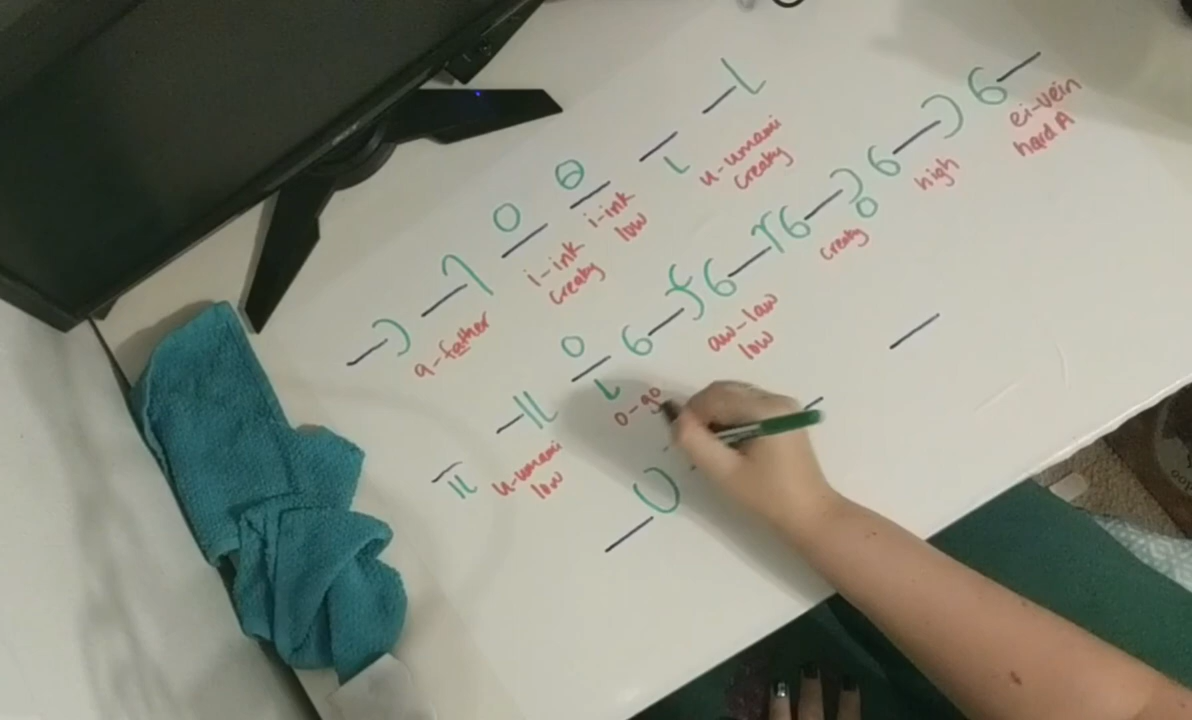 —ာ —ါ —ိ —ီ —ု —ု
a-father i-ink i-ink u-umami
creaky low creaky
—ူ —ူ —ို ေ—ာ် ေ—ါ် ေ—ာ့ ေ—ာ ေ—
u-umami o-go aw-law creaky high ei-vein
low low hard A